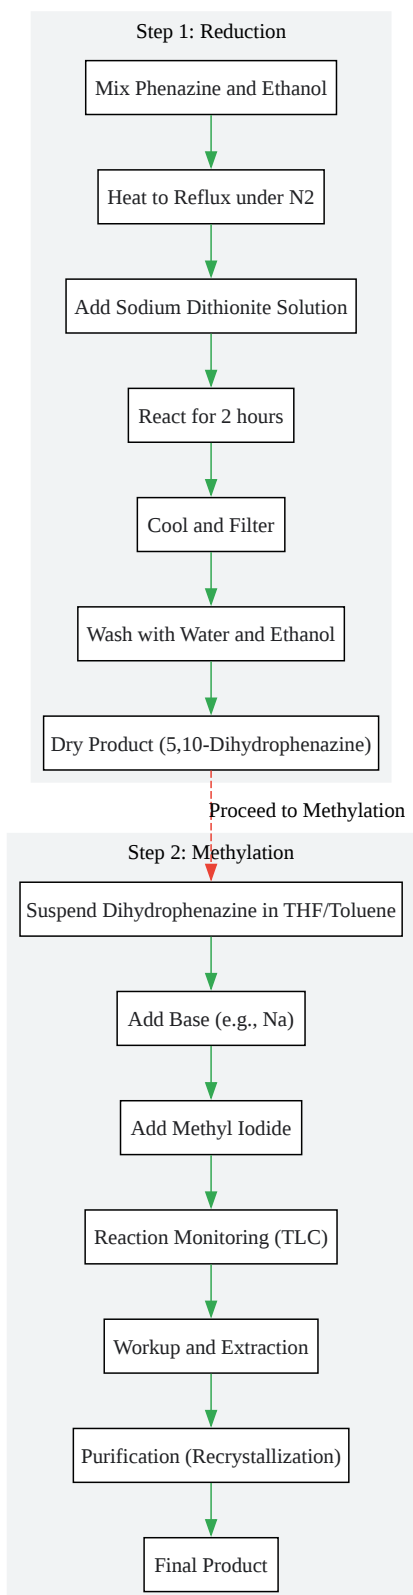 Step 1: Reduction
Mix Phenazine and Ethanol
Heat to Reflux under N2
Add Sodium Dithionite Solution
React for 2 hours
Cool and Filter
Wash with Water and Ethanol
Dry Product (5,10-Dihydrophenazine)
Proceed to Methylation
Step 2: Methylation
Suspend Dihydrophenazine in THF/Toluene
Add Base (e.g., Na)
Add Methyl Iodide
Reaction Monitoring (TLC)
Workup and Extraction
Purification (Recrystallization)
Final Product